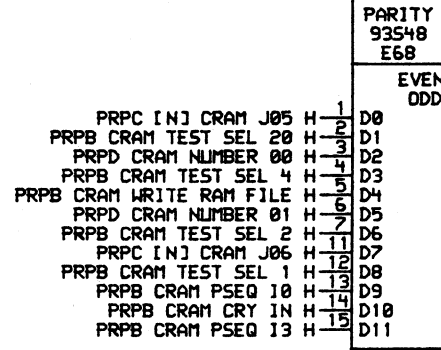 PARITY
93S48
E68
EVEN
ODD
PRPC [N] CRAM J05 H 1 D0
PRPB CRAM TEST SEL 20 H 2 D1
PRPD CRAM NUMBER 00 H 3 D2
PRPB CRAM TEST SEL 4 H 4 D3
PRPB CRAM WRITE RAM FILE H 5 D4
PRPD CRAM NUMBER 01 H 6 D5
PRPB CRAM TEST SEL 2 H 7 D6
PRPC [N] CRAM J06 H 11 D7
PRPB CRAM TEST SEL 1 H 12 D8
PRPB CRAM PSEQ I0 H 13 D9
PRPB CRAM CRY IN H 14 D10
PRPB CRAM PSEQ I3 H 15 D11